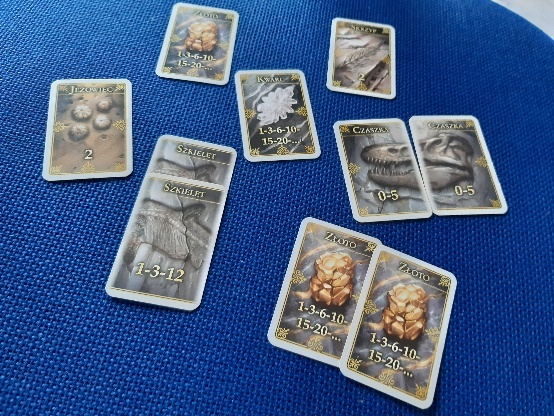 ZŁOTO
1-3-6-10-
15-20-...
SKRZYP
2
JEŻOWIEC
2
KWARC
1-3-6-10-
15-20-...
SZKIELET
SZKIELET
1-3-12
CZASZKA
0-5
CZASZKA
0-5
ZŁOTO
1-3-6-10-
15-20-...
ZŁOTO
1-3-6-10-
15-20-...